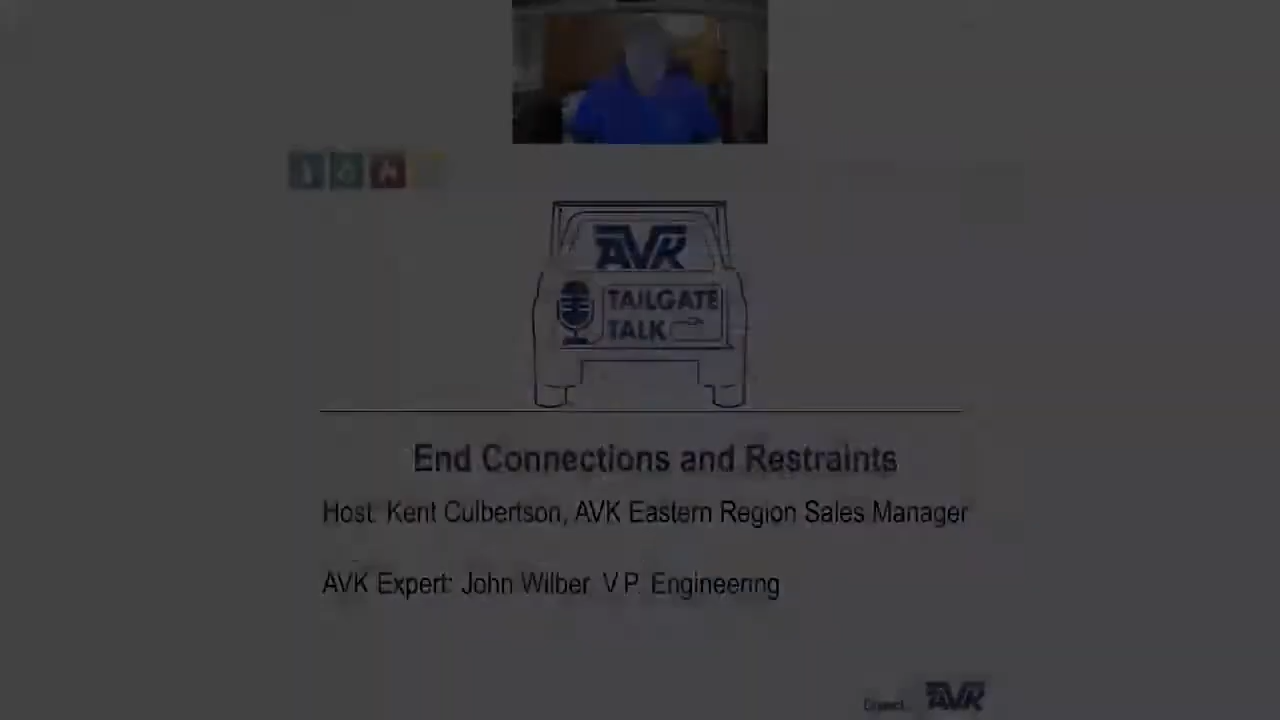 AVK
TAILGATE
TALK
End Connections and Restraints
Host: Kent Culbertson, AVK Eastern Region Sales Manager
AVK Expert: John Wilber V.P. Engineering
Expect... AVK